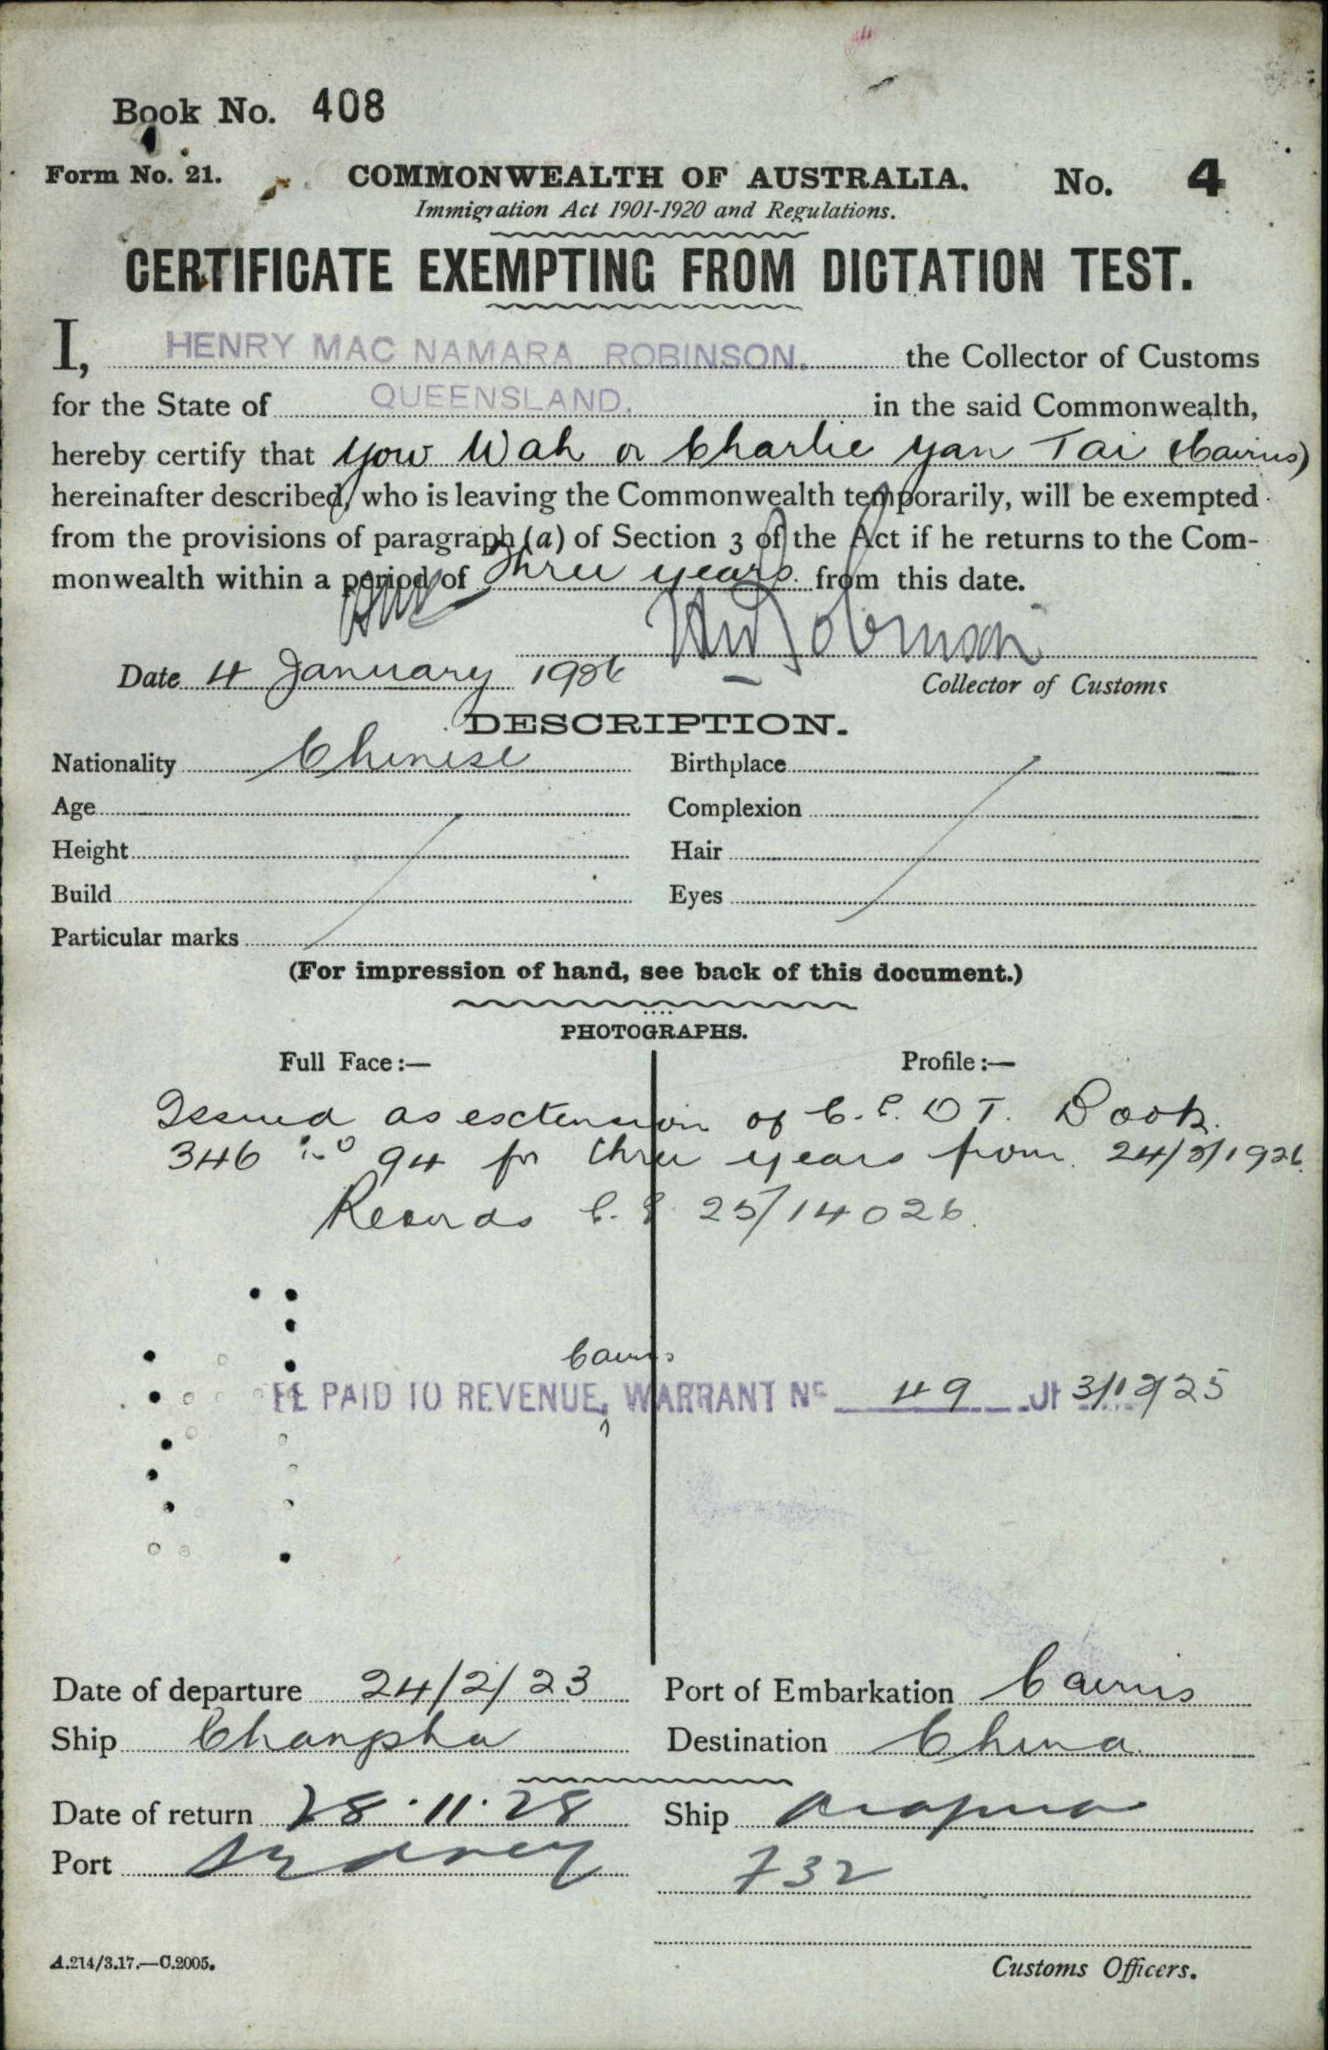 Book No. 408
Form No. 21.
COMMONWEALTH OF AUSTRALIA.
No. 4
Immigration Act 1901-1920 and Regulations.
CERTIFICATE EXEMPTING FROM DICTATION TEST.
I, HENRY MAC NAMARA ROBINSON. the Collector of Customs
for the State of QUEENSLAND. in the said Commonwealth,
hereby certify that Yow Wah or Charlie Yan Tai (Cairns)
hereinafter described, who is leaving the Commonwealth temporarily, will be exempted
from the provisions of paragraph (a) of Section 3 of the Act if he returns to the Com-
monwealth within a period of Three years from this date.
HM Robinson
Date 4 January 1926
Collector of Customs
DESCRIPTION.
Nationality Chinese Birthplace
Age Complexion
Height Hair
Build Eyes
Particular marks
(For impression of hand, see back of this document.)
PHOTOGRAPHS.
Full Face:— Profile:—
Issued as extension of C.E.D T. Book
346 No 94 for three years from 24/2/1926
Records C.E 25/14026.
Cairns
PAID TO REVENUE, WARRANT No 49 3/12/25
Date of departure 24/2/23 Port of Embarkation Cairns
Ship Changsha Destination China
Date of return 28.11.28 Ship Arafura
Port Sydney 732
A.214/3.17.—C.2005.
Customs Officers.